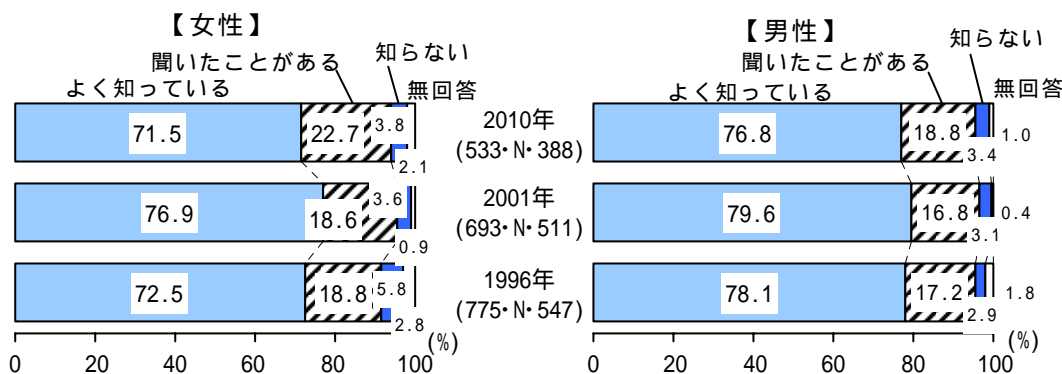 【女性】
知らない
聞いたことがある
よく知っている
無回答
71.5
22.7
3.8
2.1
76.9
18.6
3.6
0.9
72.5
18.8
5.8
2.8
0
20
40
60
80
100
(%)
2010年
(533･N･388)
2001年
(693･N･511)
1996年
(775･N･547)
【男性】
知らない
聞いたことがある
よく知っている
無回答
76.8
18.8
3.4
1.0
79.6
16.8
3.1
0.4
78.1
17.2
2.9
1.8
0
20
40
60
80
100
(%)